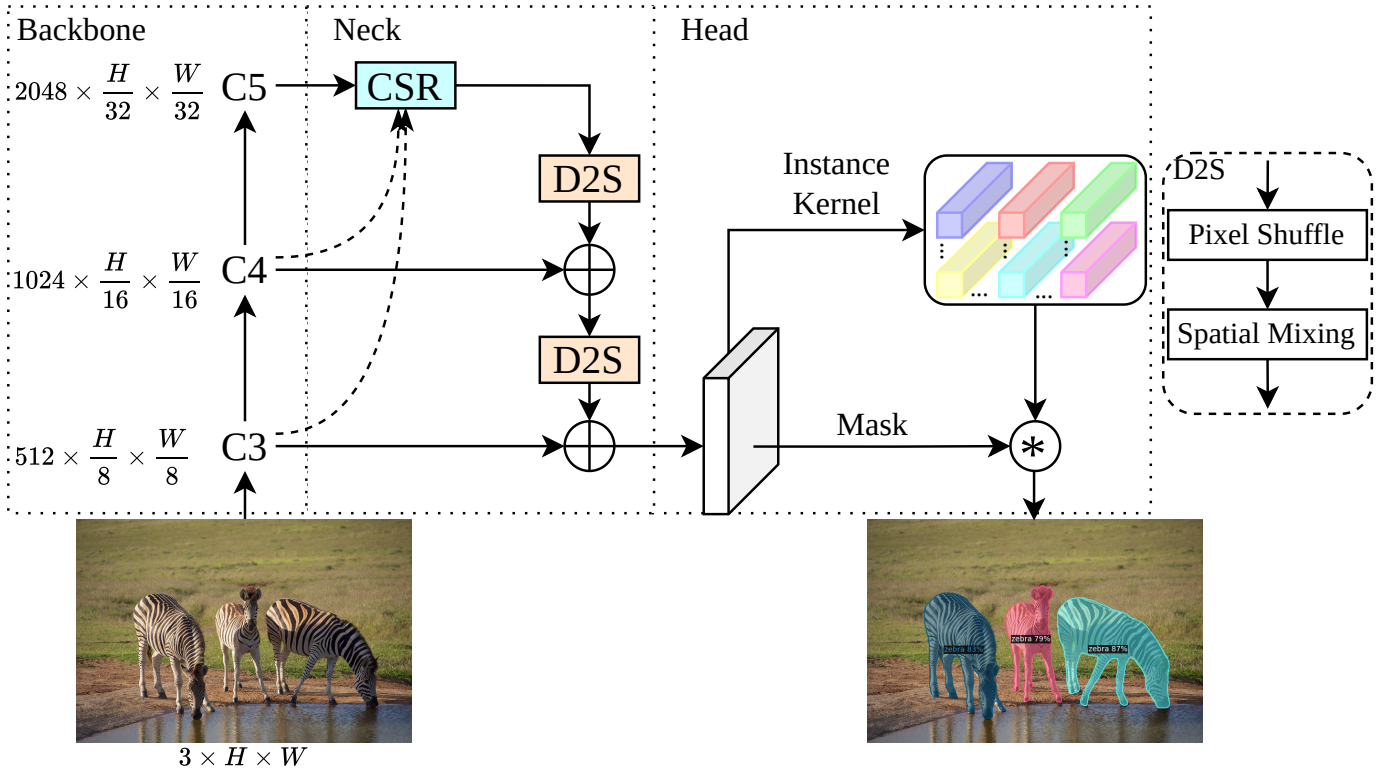 Backbone
Neck
Head
2048 × H/32 × W/32
C5
CSR
D2S
Instance
Kernel
D2S
Pixel Shuffle
Spatial Mixing
1024 × H/16 × W/16
C4
D2S
512 × H/8 × W/8
C3
Mask
*
zebra 83%
zebra 79%
zebra 87%
3 × H × W